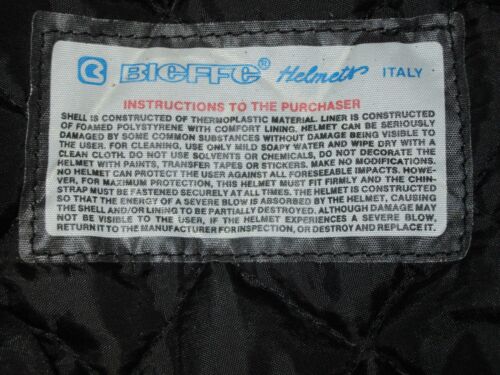 BIEFFE® Helmets ITALY
INSTRUCTIONS TO THE PURCHASER
SHELL IS CONSTRUCTED OF THERMOPLASTIC MATERIAL. LINER IS CONSTRUCTED
OF FOAMED POLYSTYRENE WITH COMFORT LINING. HELMET CAN BE SERIOUSLY
DAMAGED BY SOME COMMON SUBSTANCES WITHOUT DAMAGE BEING VISIBLE TO
THE USER. FOR CLEANING, USE ONLY MILD SOAPY WATER AND WIPE DRY WITH A
CLEAN CLOTH. DO NOT USE SOLVENTS OR CHEMICALS, DO NOT DECORATE THE
HELMET WITH PAINTS, TRANSFER TAPES OR STICKERS. MAKE NO MODIFICATIONS.
NO HELMET CAN PROTECT THE USER AGAINST ALL FORESEEABLE IMPACTS. HOWE-
VER, FOR MAXIMUM PROTECTION, THIS HELMET MUST FIT FIRMLY AND THE CHIN-
STRAP MUST BE FASTENED SECURELY AT ALL TIMES. THE HELMET IS CONSTRUCTED
SO THAT THE ENERGY OF A SEVERE BLOW IS ABSORBED BY THE HELMET, CAUSING
THE SHELL AND/OR LINING TO BE PARTIALLY DESTROYED. ALTHOUGH DAMAGE MAY
NOT BE VISIBLE TO THE USER, IF THE HELMET EXPERIENCES A SEVERE BLOW,
RETURN IT TO THE MANUFACTURER FOR INSPECTION, OR DESTROY AND REPLACE IT.